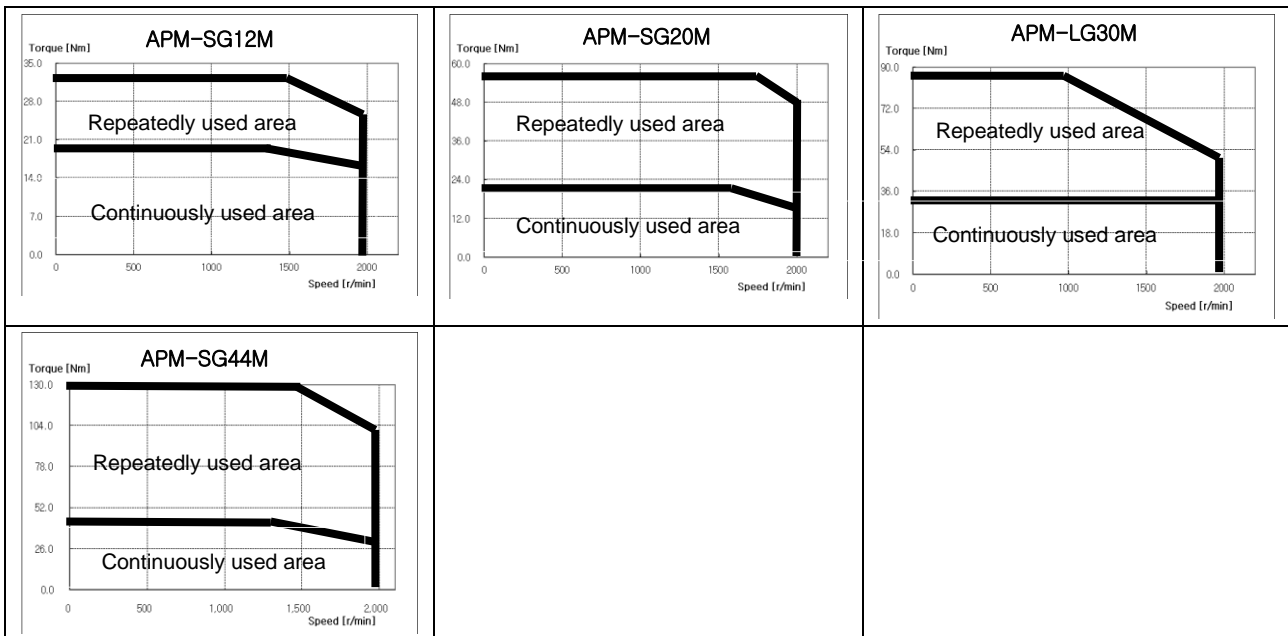 APM-SG12M
Torque [Nm]
35.0
28.0
Repeatedly used area
21.0
14.0
Continuously used area
7.0
0.0
0 500 1000 1500 2000
Speed [r/min]
APM-SG20M
Torque [Nm]
60.0
48.0
Repeatedly used area
36.0
24.0
Continuously used area
12.0
0.0
0 500 1000 1500 2000
Speed [r/min]
APM-LG30M
Torque [Nm]
90.0
72.0
Repeatedly used area
54.0
36.0
Continuously used area
18.0
0.0
0 500 1000 1500 2000
Speed [r/min]
APM-SG44M
Torque [Nm]
130.0
104.0
Repeatedly used area
78.0
52.0
Continuously used area
26.0
0.0
0 500 1,000 1,500 2,000
Speed [r/min]